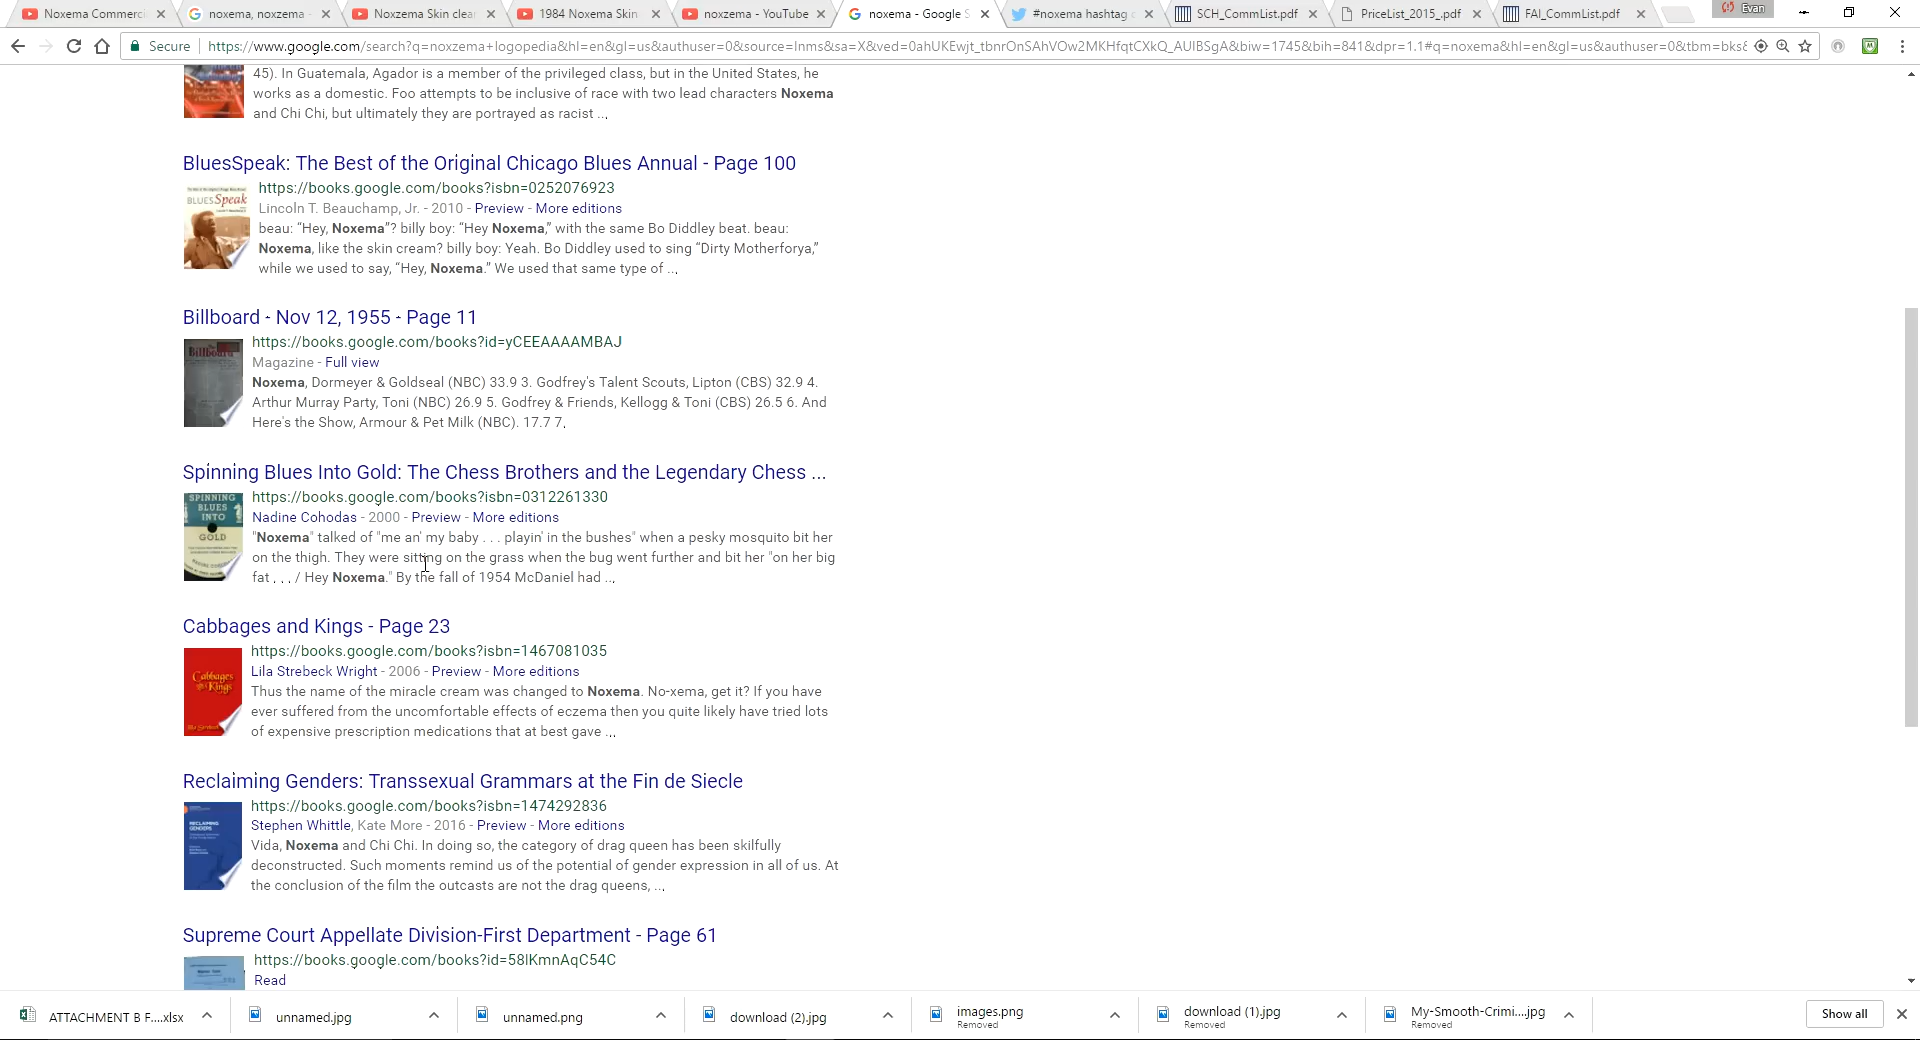 Noxema Commerci
noxema, noxzema -
Noxzema Skin clea
1984 Noxema Skin
noxzema - YouTube
noxema - Google S
#noxema hashtag c
SCH_CommList.pdf
PriceList_2015_.pdf
FAI_CommList.pdf
Evan
Secure
https://www.google.com/search?q=noxzema+logopedia&hl=en&gl=us&authuser=0&source=lnms&sa=X&ved=0ahUKEwjt_tbnrOnSAhVOw2MKHfqtCXkQ_AUIBSgA&biw=1745&bih=841&dpr=1.1#q=noxema&hl=en&gl=us&authuser=0&tbm=bks&
45). In Guatemala, Agador is a member of the privileged class, but in the United States, he
works as a domestic. Foo attempts to be inclusive of race with two lead characters Noxema
and Chi Chi, but ultimately they are portrayed as racist ...
BluesSpeak: The Best of the Original Chicago Blues Annual - Page 100
https://books.google.com/books?isbn=0252076923
Lincoln T. Beauchamp, Jr. - 2010 - Preview - More editions
beau: “Hey, Noxema”? billy boy: “Hey Noxema,” with the same Bo Diddley beat. beau:
Noxema, like the skin cream? billy boy: Yeah. Bo Diddley used to sing “Dirty Motherforya,”
while we used to say, “Hey, Noxema.” We used that same type of ...
BLUESSpeak
Billboard - Nov 12, 1955 - Page 11
https://books.google.com/books?id=yCEEAAAAMBAJ
Magazine - Full view
Noxema, Dormeyer & Goldseal (NBC) 33.9 3. Godfrey's Talent Scouts, Lipton (CBS) 32.9 4.
Arthur Murray Party, Toni (NBC) 26.9 5. Godfrey & Friends, Kellogg & Toni (CBS) 26.5 6. And
Here's the Show, Armour & Pet Milk (NBC). 17.7 7.
Billboard
Spinning Blues Into Gold: The Chess Brothers and the Legendary Chess ...
https://books.google.com/books?isbn=0312261330
Nadine Cohodas - 2000 - Preview - More editions
"Noxema" talked of "me an' my baby . . . playin' in the bushes" when a pesky mosquito bit her
on the thigh. They were sitting on the grass when the bug went further and bit her "on her big
fat . . . / Hey Noxema." By the fall of 1954 McDaniel had ...
SPINNING
BLUES
INTO
GOLD
Cabbages and Kings - Page 23
https://books.google.com/books?isbn=1467081035
Lila Strebeck Wright - 2006 - Preview - More editions
Thus the name of the miracle cream was changed to Noxema. No-xema, get it? If you have
ever suffered from the uncomfortable effects of eczema then you quite likely have tried lots
of expensive prescription medications that at best gave ...
Cabbages
Kings
Reclaiming Genders: Transsexual Grammars at the Fin de Siecle
https://books.google.com/books?isbn=1474292836
Stephen Whittle, Kate More - 2016 - Preview - More editions
Vida, Noxema and Chi Chi. In doing so, the category of drag queen has been skilfully
deconstructed. Such moments remind us of the potential of gender expression in all of us. At
the conclusion of the film the outcasts are not the drag queens, ...
RECLAIMING
GENDERS
Supreme Court Appellate Division-First Department - Page 61
https://books.google.com/books?id=58lKmnAqC54C
Read
ATTACHMENT B F....xlsx
unnamed.jpg
unnamed.png
download (2).jpg
images.png
Removed
download (1).jpg
Removed
My-Smooth-Crimi....jpg
Removed
Show all